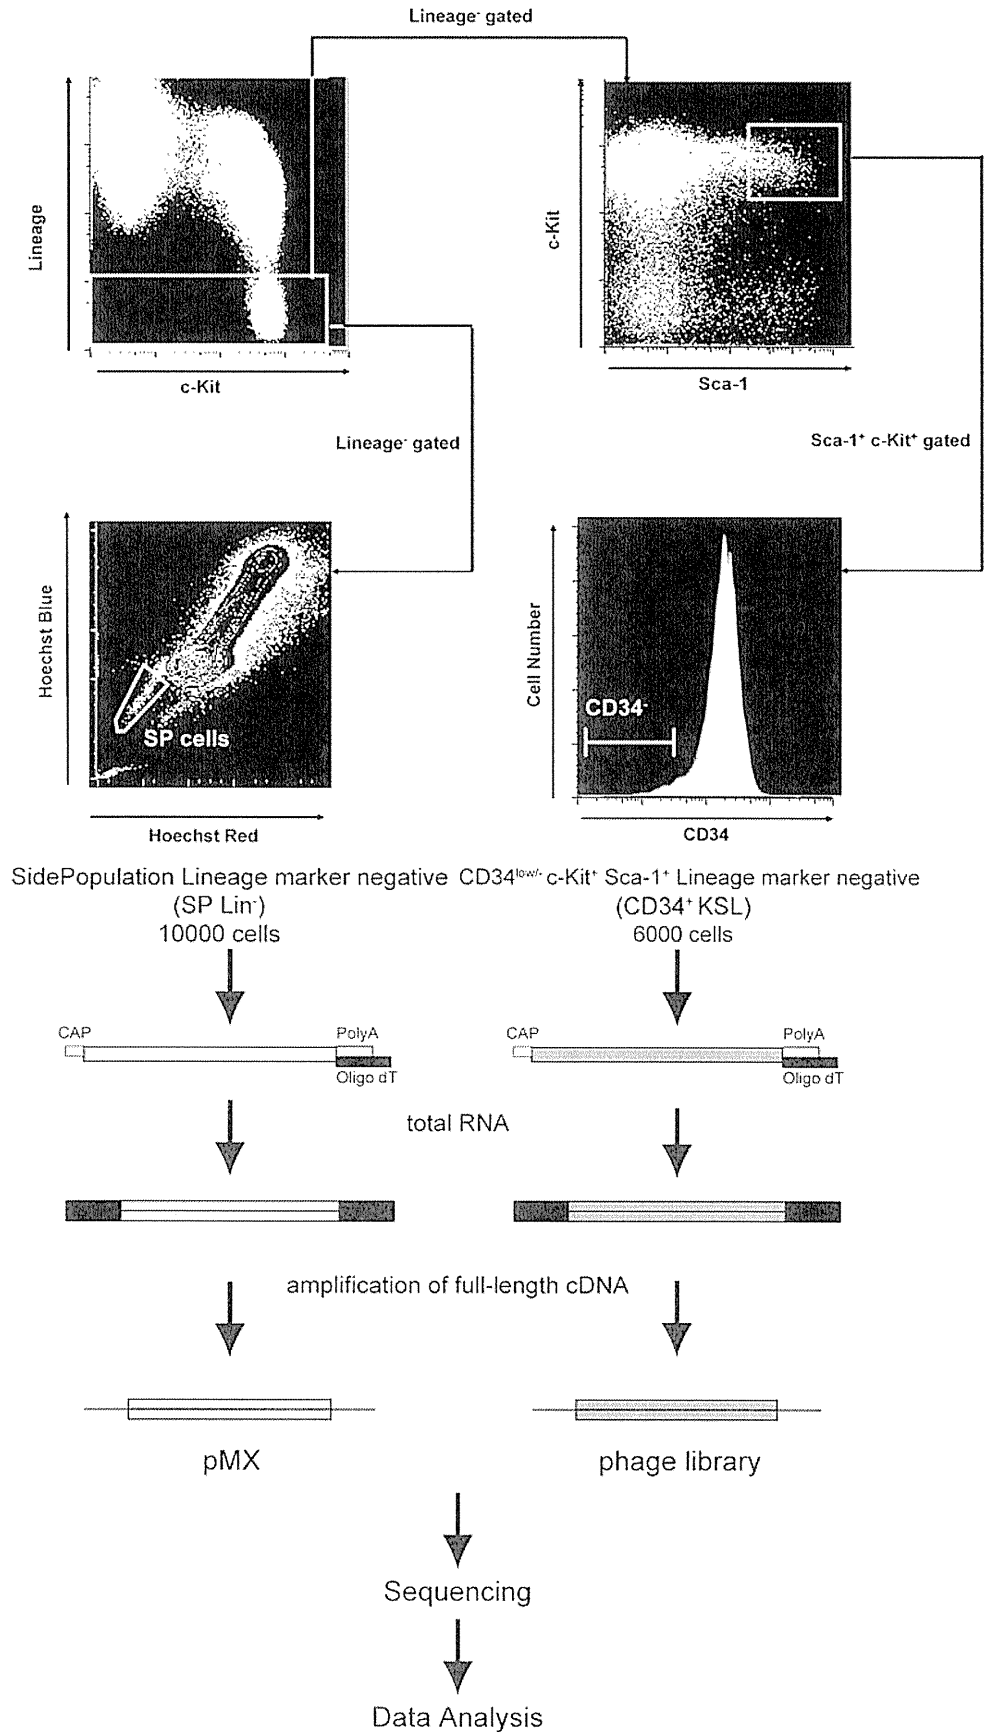 Lineage⁻ gated
Lineage
c-Kit
c-Kit
Sca-1
Lineage⁻ gated
Sca-1⁺ c-Kit⁺ gated
Hoechst Blue
SP cells
Hoechst Red
Cell Number
CD34⁻
CD34
SidePopulation Lineage marker negative
(SP Lin⁻)
10000 cells
CD34low/- c-Kit⁺ Sca-1⁺ Lineage marker negative
(CD34⁺ KSL)
6000 cells
CAP
PolyA
Oligo dT
CAP
PolyA
Oligo dT
total RNA
amplification of full-length cDNA
pMX
phage library
Sequencing
Data Analysis